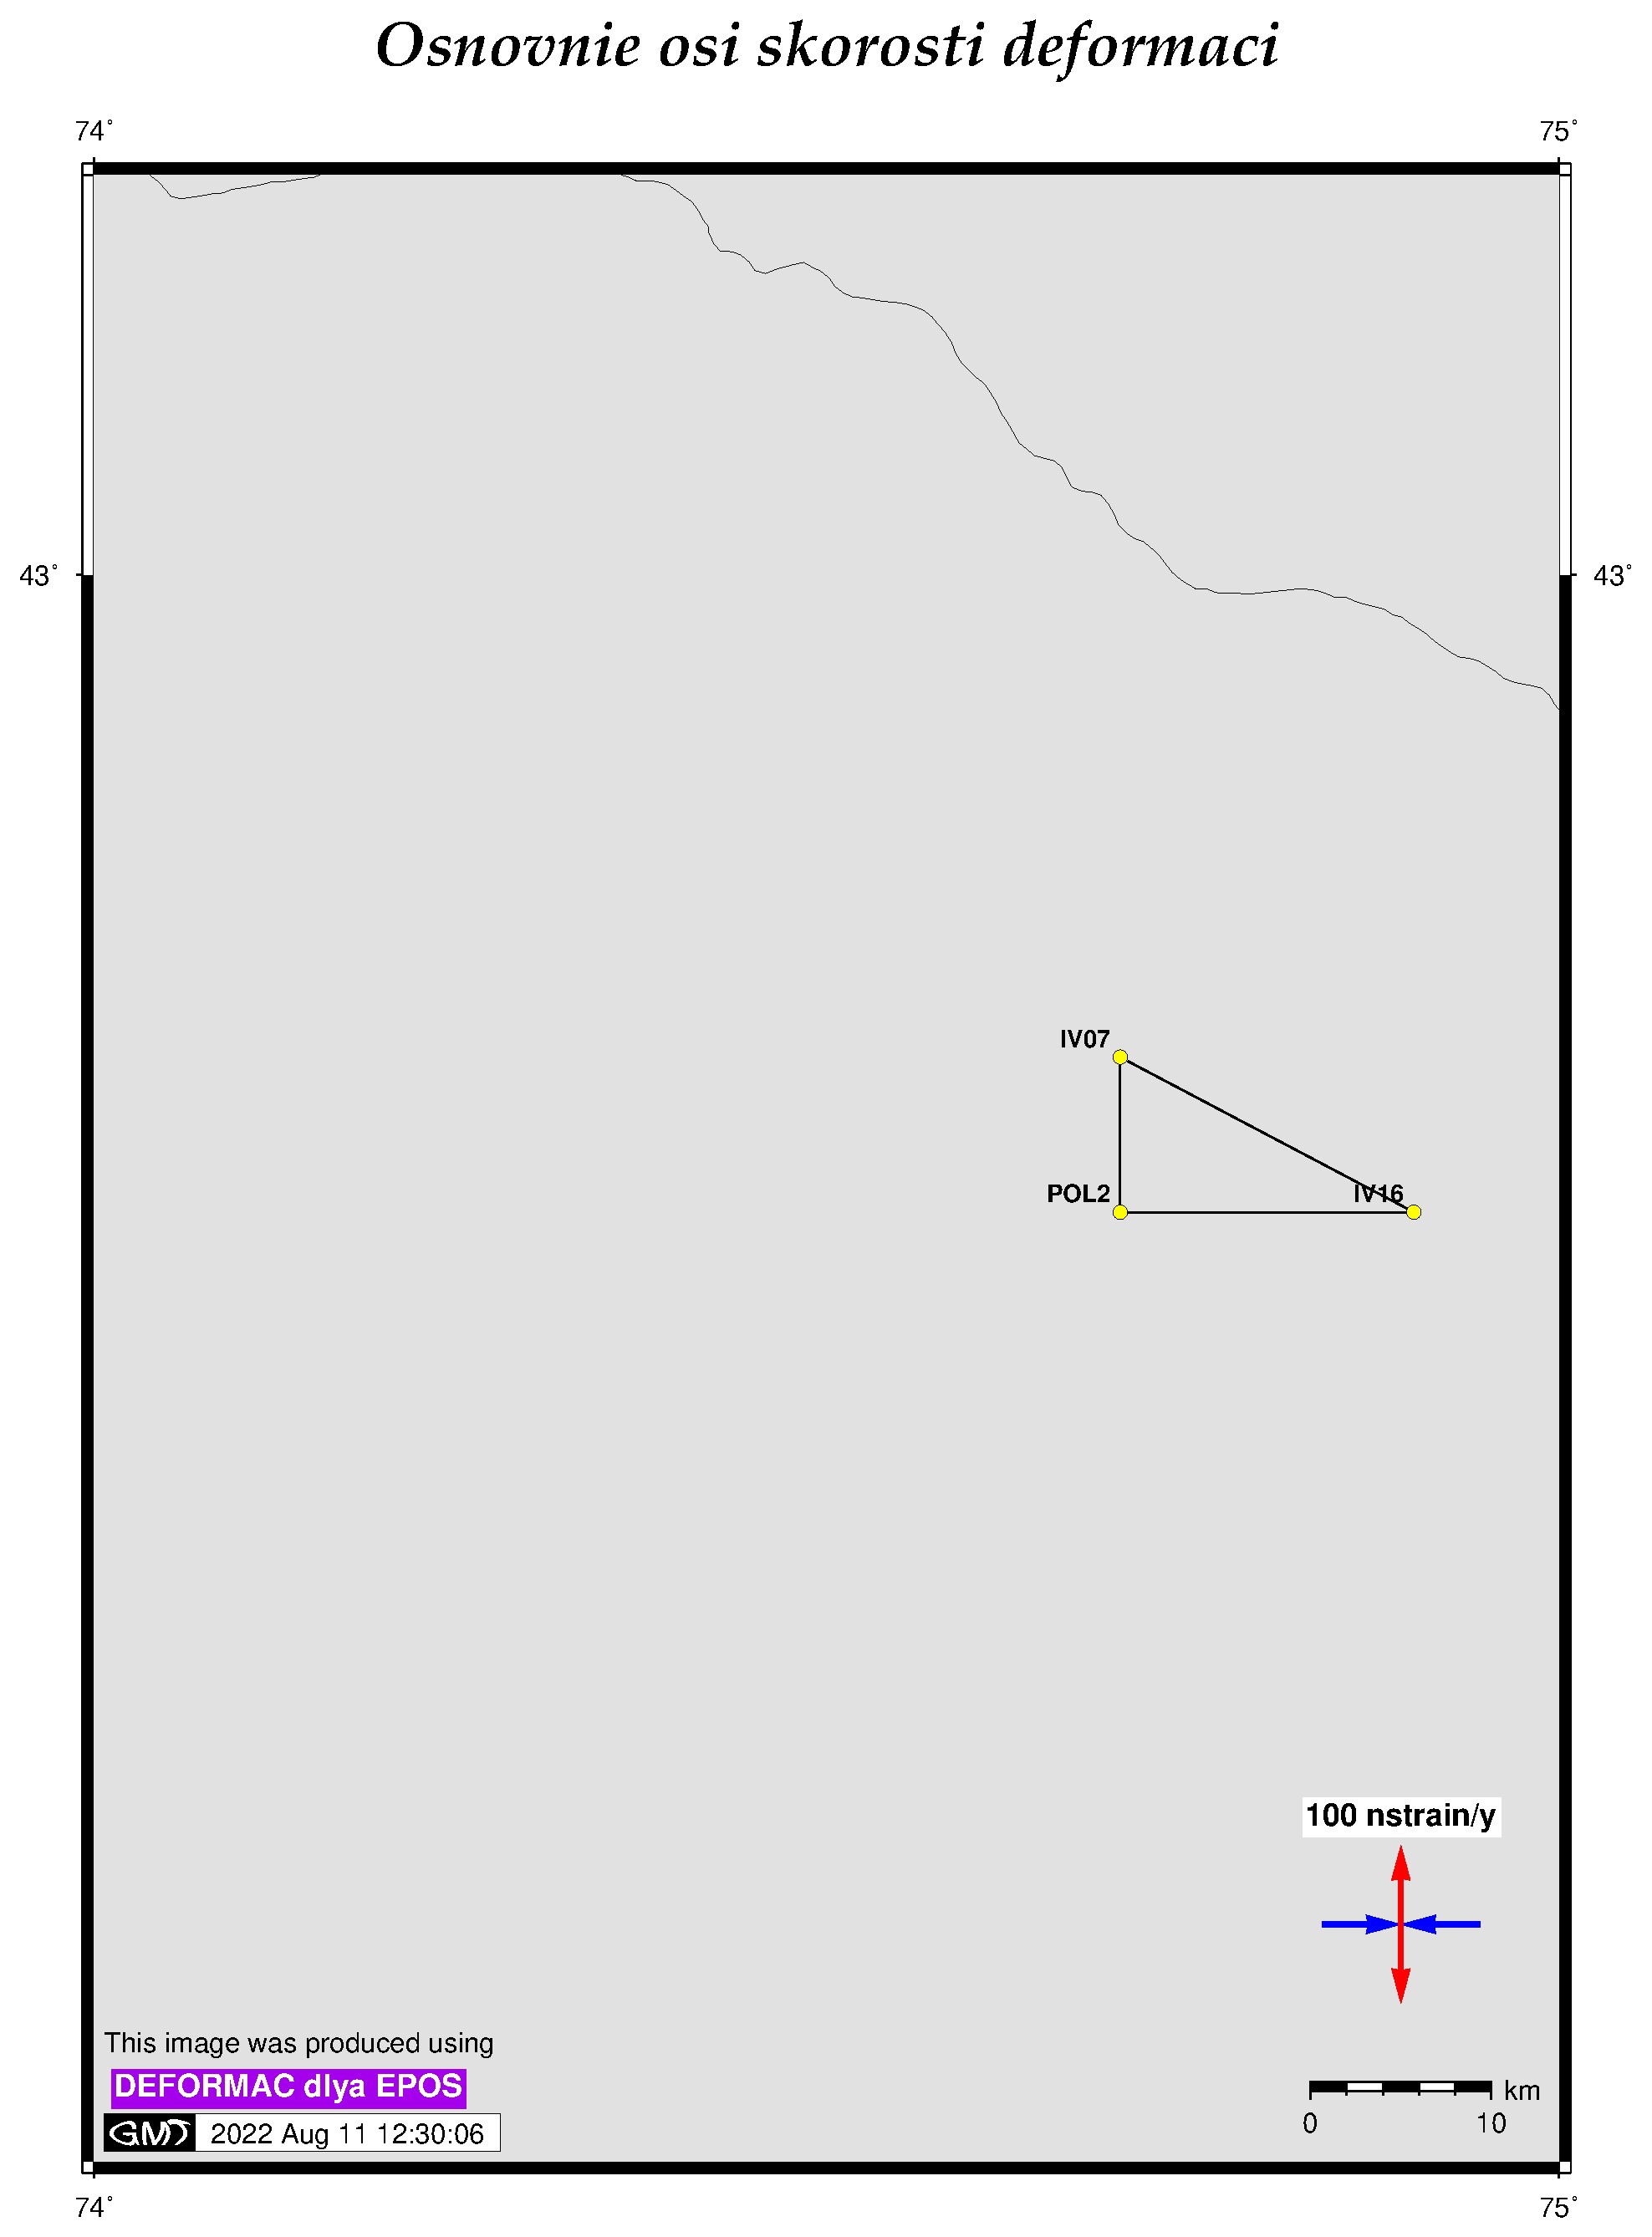 Osnovnie osi skorosti deformaci
74° 75°
43° 43°
IV07
POL2 IV16
100 nstrain/y
This image was produced using
DEFORMAC dlya EPOS
km
GMT 2022 Aug 11 12:30:06
0 10
74° 75°